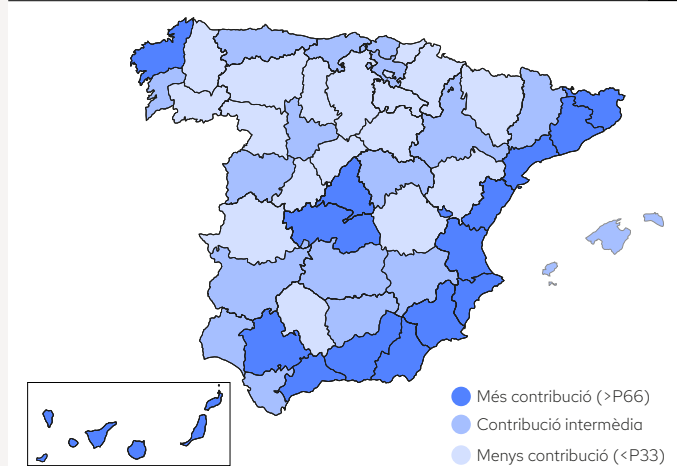 Més contribució (>P66)
Contribució intermèdia
Menys contribució (<P33)